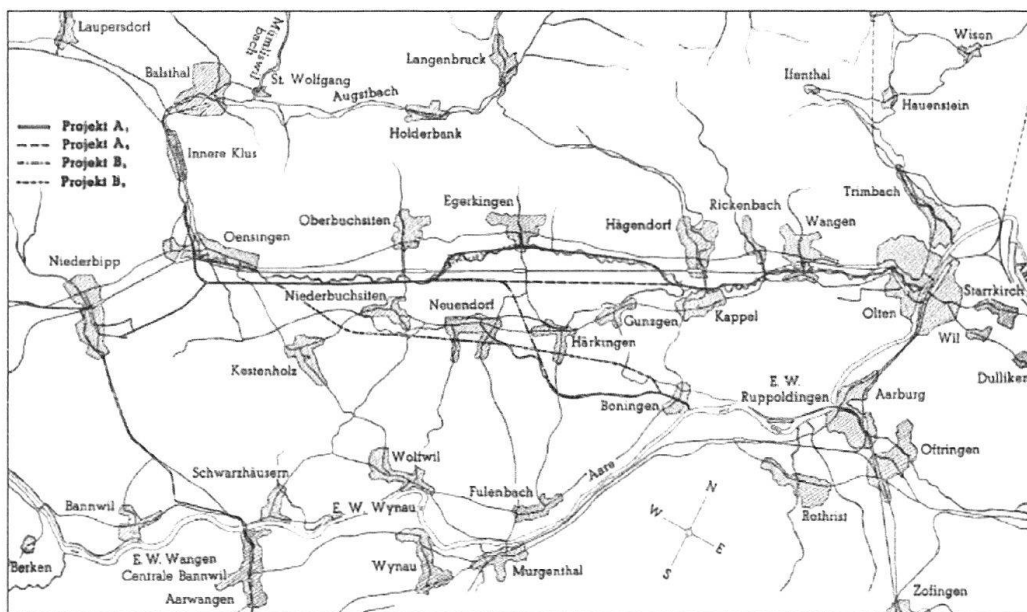 Laupersdorf
Mümliswil
bach
Balsthal
St. Wolfgang
Augstbach
Langenbruck
Holderbank
Wisen
Ifenthal
Hauenstein
Projekt A
Projekt A
Projekt B
Projekt B
Innere Klus
Trimbach
Oensingen
Oberbuchsiten
Egerkingen
Hägendorf
Rickenbach
Wangen
Niederbipp
Niederbuchsiten
Neuendorf
Gunzgen
Kappel
Olten
Starrkirch
Härkingen
Wil
Dulliken
Kestenholz
Boningen
E. W.
Ruppoldingen
Aarburg
Oftringen
Schwarzhäusern
Wolfwil
Aare
Bannwil
Fulenbach
E. W. Wynau
Rothrist
N
W
E
S
Berken
E. W. Wangen
Centrale Bannwil
Aarwangen
Wynau
Murgenthal
Zofingen